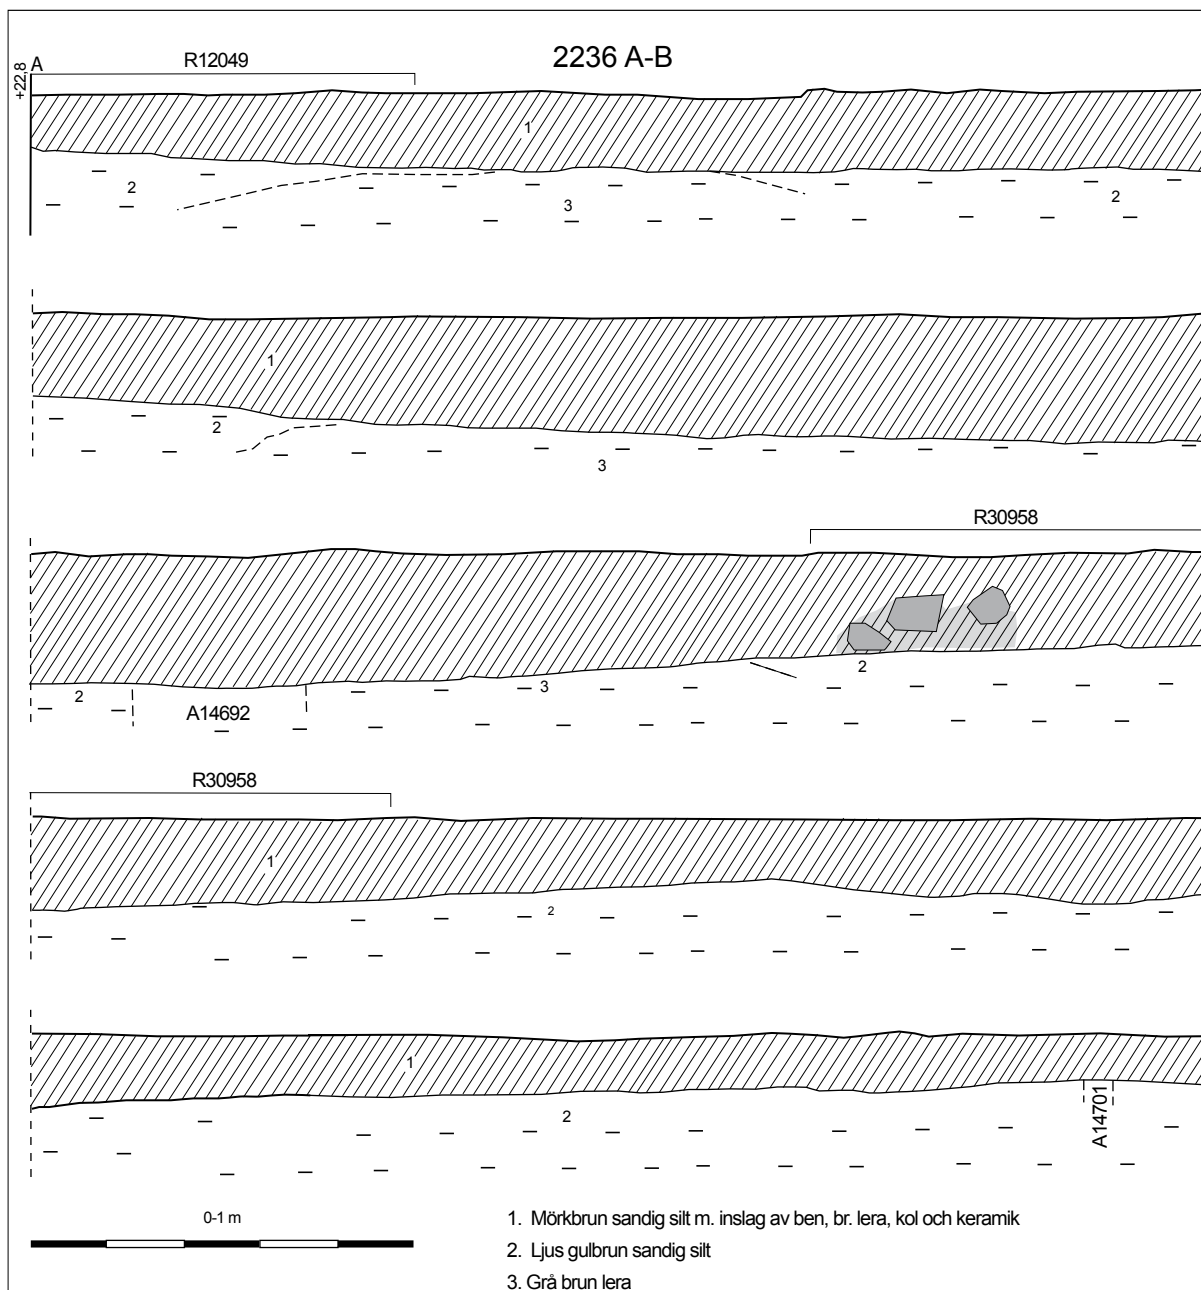 2236 A-B
+22,8
A
R12049
1
2
3
2
1
2
3
R30958
2
A14692
3
2
R30958
1
2
1
2
A14701
0-1 m
1. Mörkbrun sandig silt m. inslag av ben, br. lera, kol och keramik
2. Ljus gulbrun sandig silt
3. Grå brun lera